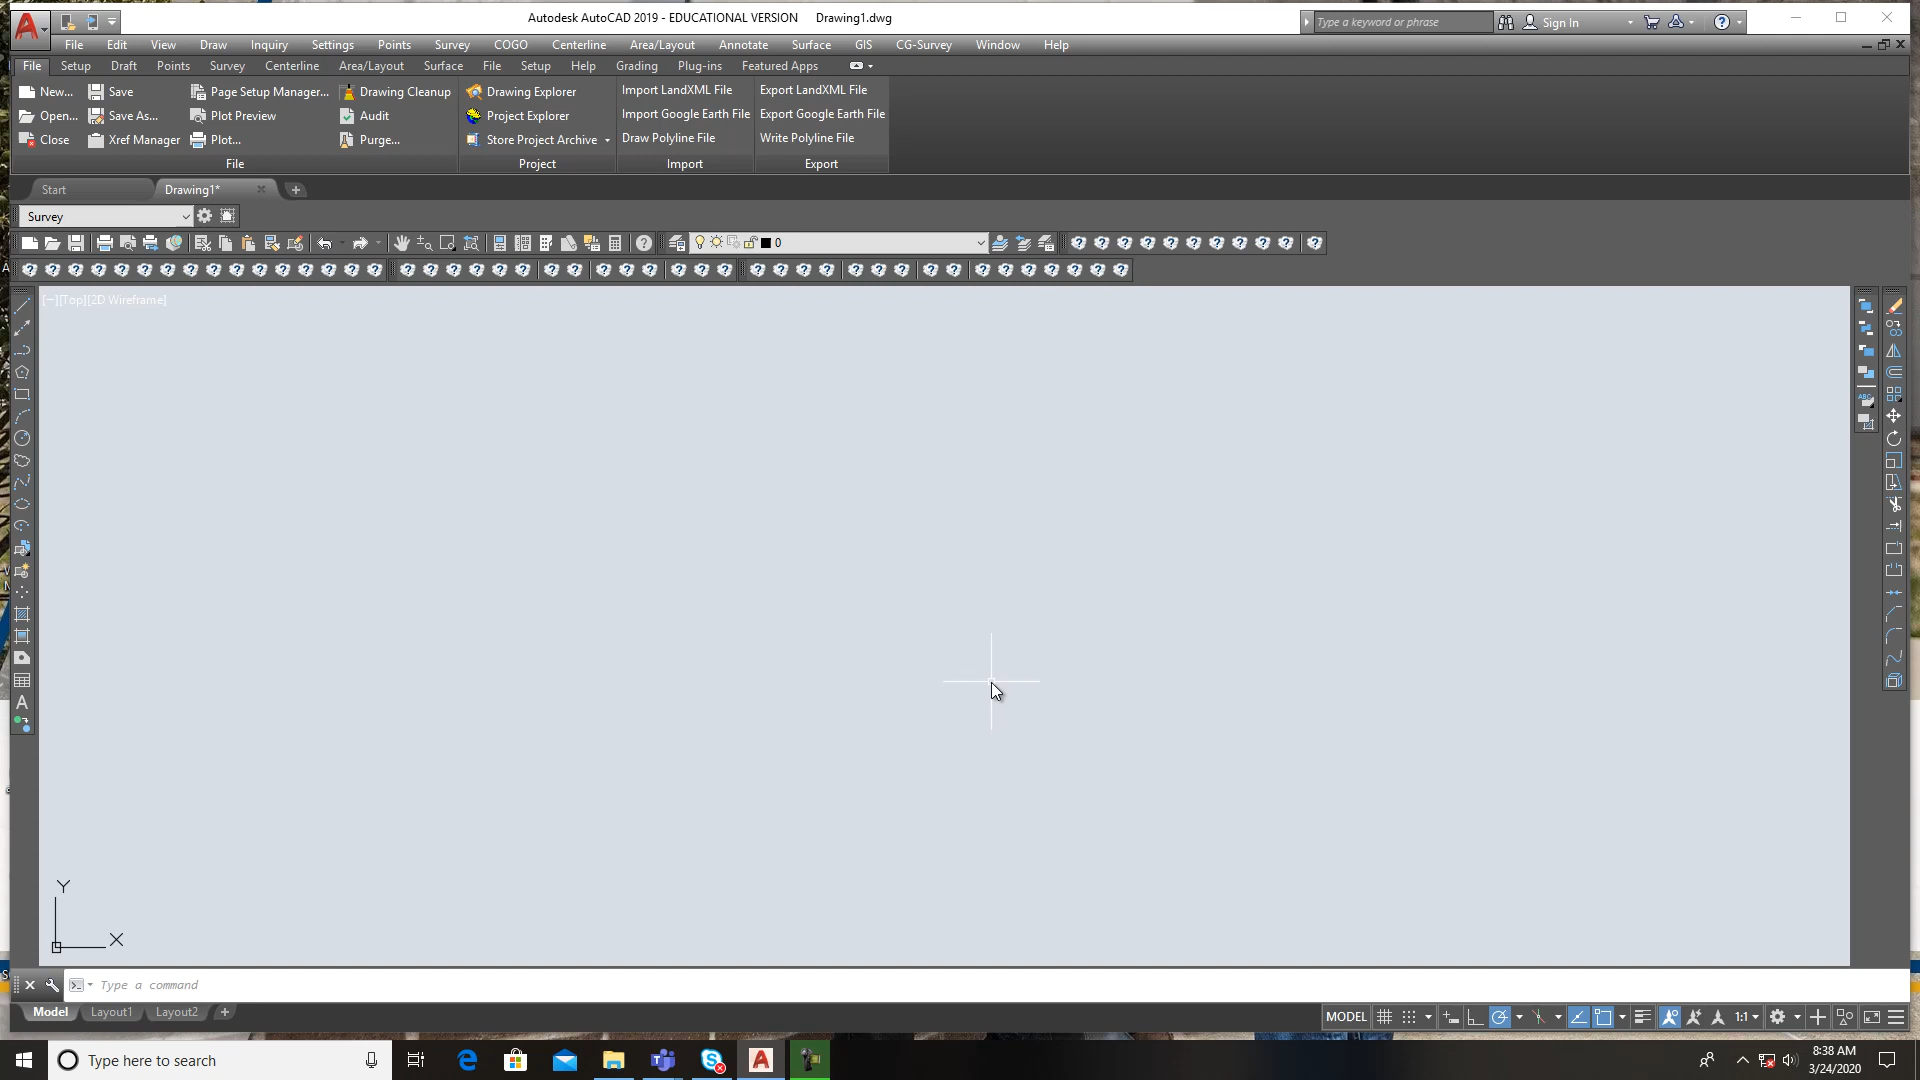 Autodesk AutoCAD 2019 - EDUCATIONAL VERSION Drawing1.dwg
Type a keyword or phrase
Sign In
File Edit View Draw Inquiry Settings Points Survey COGO Centerline Area/Layout Annotate Surface GIS CG-Survey Window Help
File Setup Draft Points Survey Centerline Area/Layout Surface File Setup Help Grading Plug-ins Featured Apps
New... Save Page Setup Manager... Drawing Cleanup Drawing Explorer Import LandXML File Export LandXML File
Open... Save As... Plot Preview Audit Project Explorer Import Google Earth File Export Google Earth File
Close Xref Manager Plot... Purge... Store Project Archive Draw Polyline File Write Polyline File
File Project Import Export
Start Drawing1*
Survey
0
[−][Top][2D Wireframe]
Y
X
Type a command
Model Layout1 Layout2
MODEL 1:1
Type here to search
8:38 AM
3/24/2020